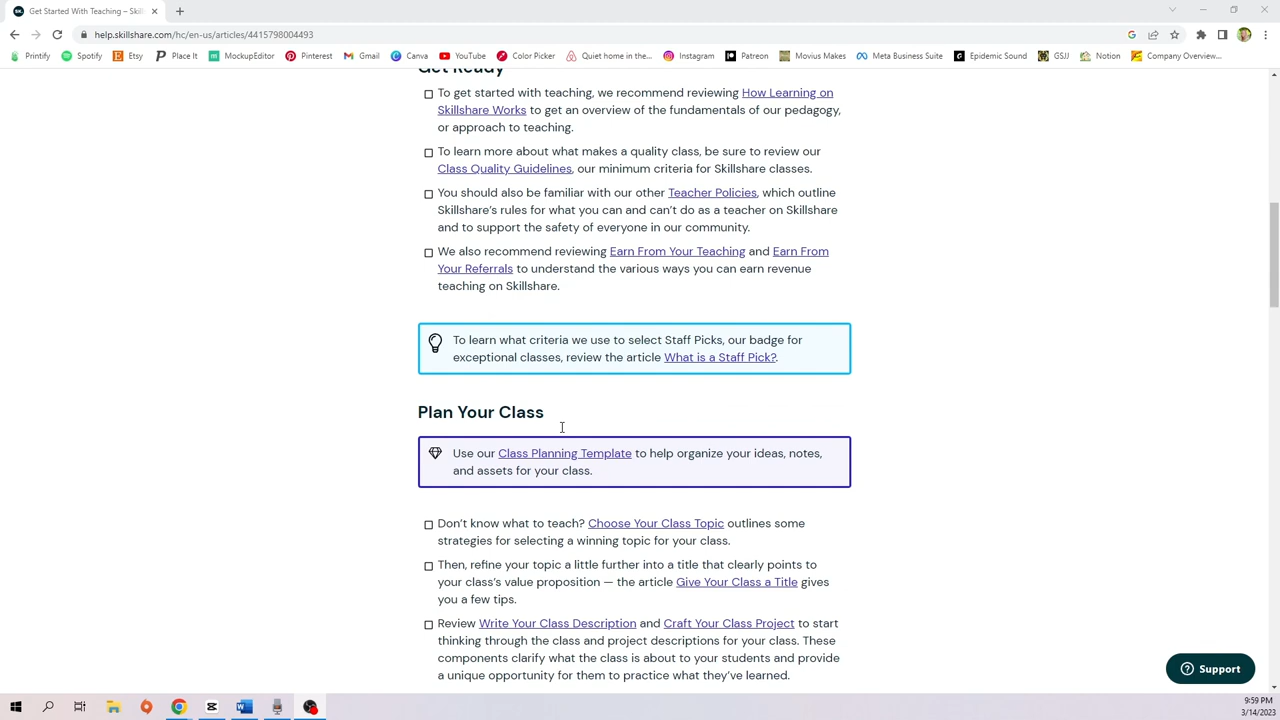 Get Started With Teaching – Skil
help.skillshare.com/hc/en-us/articles/4415798004493
Printify
Spotify
Etsy
Place It
MockupEditor
Pinterest
Gmail
Canva
YouTube
Color Picker
Quiet home in the...
Instagram
Patreon
Movius Makes
Meta Business Suite
Epidemic Sound
GSJJ
Notion
Company Overview...
Get Ready
To get started with teaching, we recommend reviewing How Learning on
Skillshare Works to get an overview of the fundamentals of our pedagogy,
or approach to teaching.
To learn more about what makes a quality class, be sure to review our
Class Quality Guidelines, our minimum criteria for Skillshare classes.
You should also be familiar with our other Teacher Policies, which outline
Skillshare's rules for what you can and can't do as a teacher on Skillshare
and to support the safety of everyone in our community.
We also recommend reviewing Earn From Your Teaching and Earn From
Your Referrals to understand the various ways you can earn revenue
teaching on Skillshare.
To learn what criteria we use to select Staff Picks, our badge for
exceptional classes, review the article What is a Staff Pick?.
Plan Your Class
Use our Class Planning Template to help organize your ideas, notes,
and assets for your class.
Don't know what to teach? Choose Your Class Topic outlines some
strategies for selecting a winning topic for your class.
Then, refine your topic a little further into a title that clearly points to
your class's value proposition — the article Give Your Class a Title gives
you a few tips.
Review Write Your Class Description and Craft Your Class Project to start
thinking through the class and project descriptions for your class. These
components clarify what the class is about to your students and provide
a unique opportunity for them to practice what they've learned.
Support
9:59 PM
3/14/2023